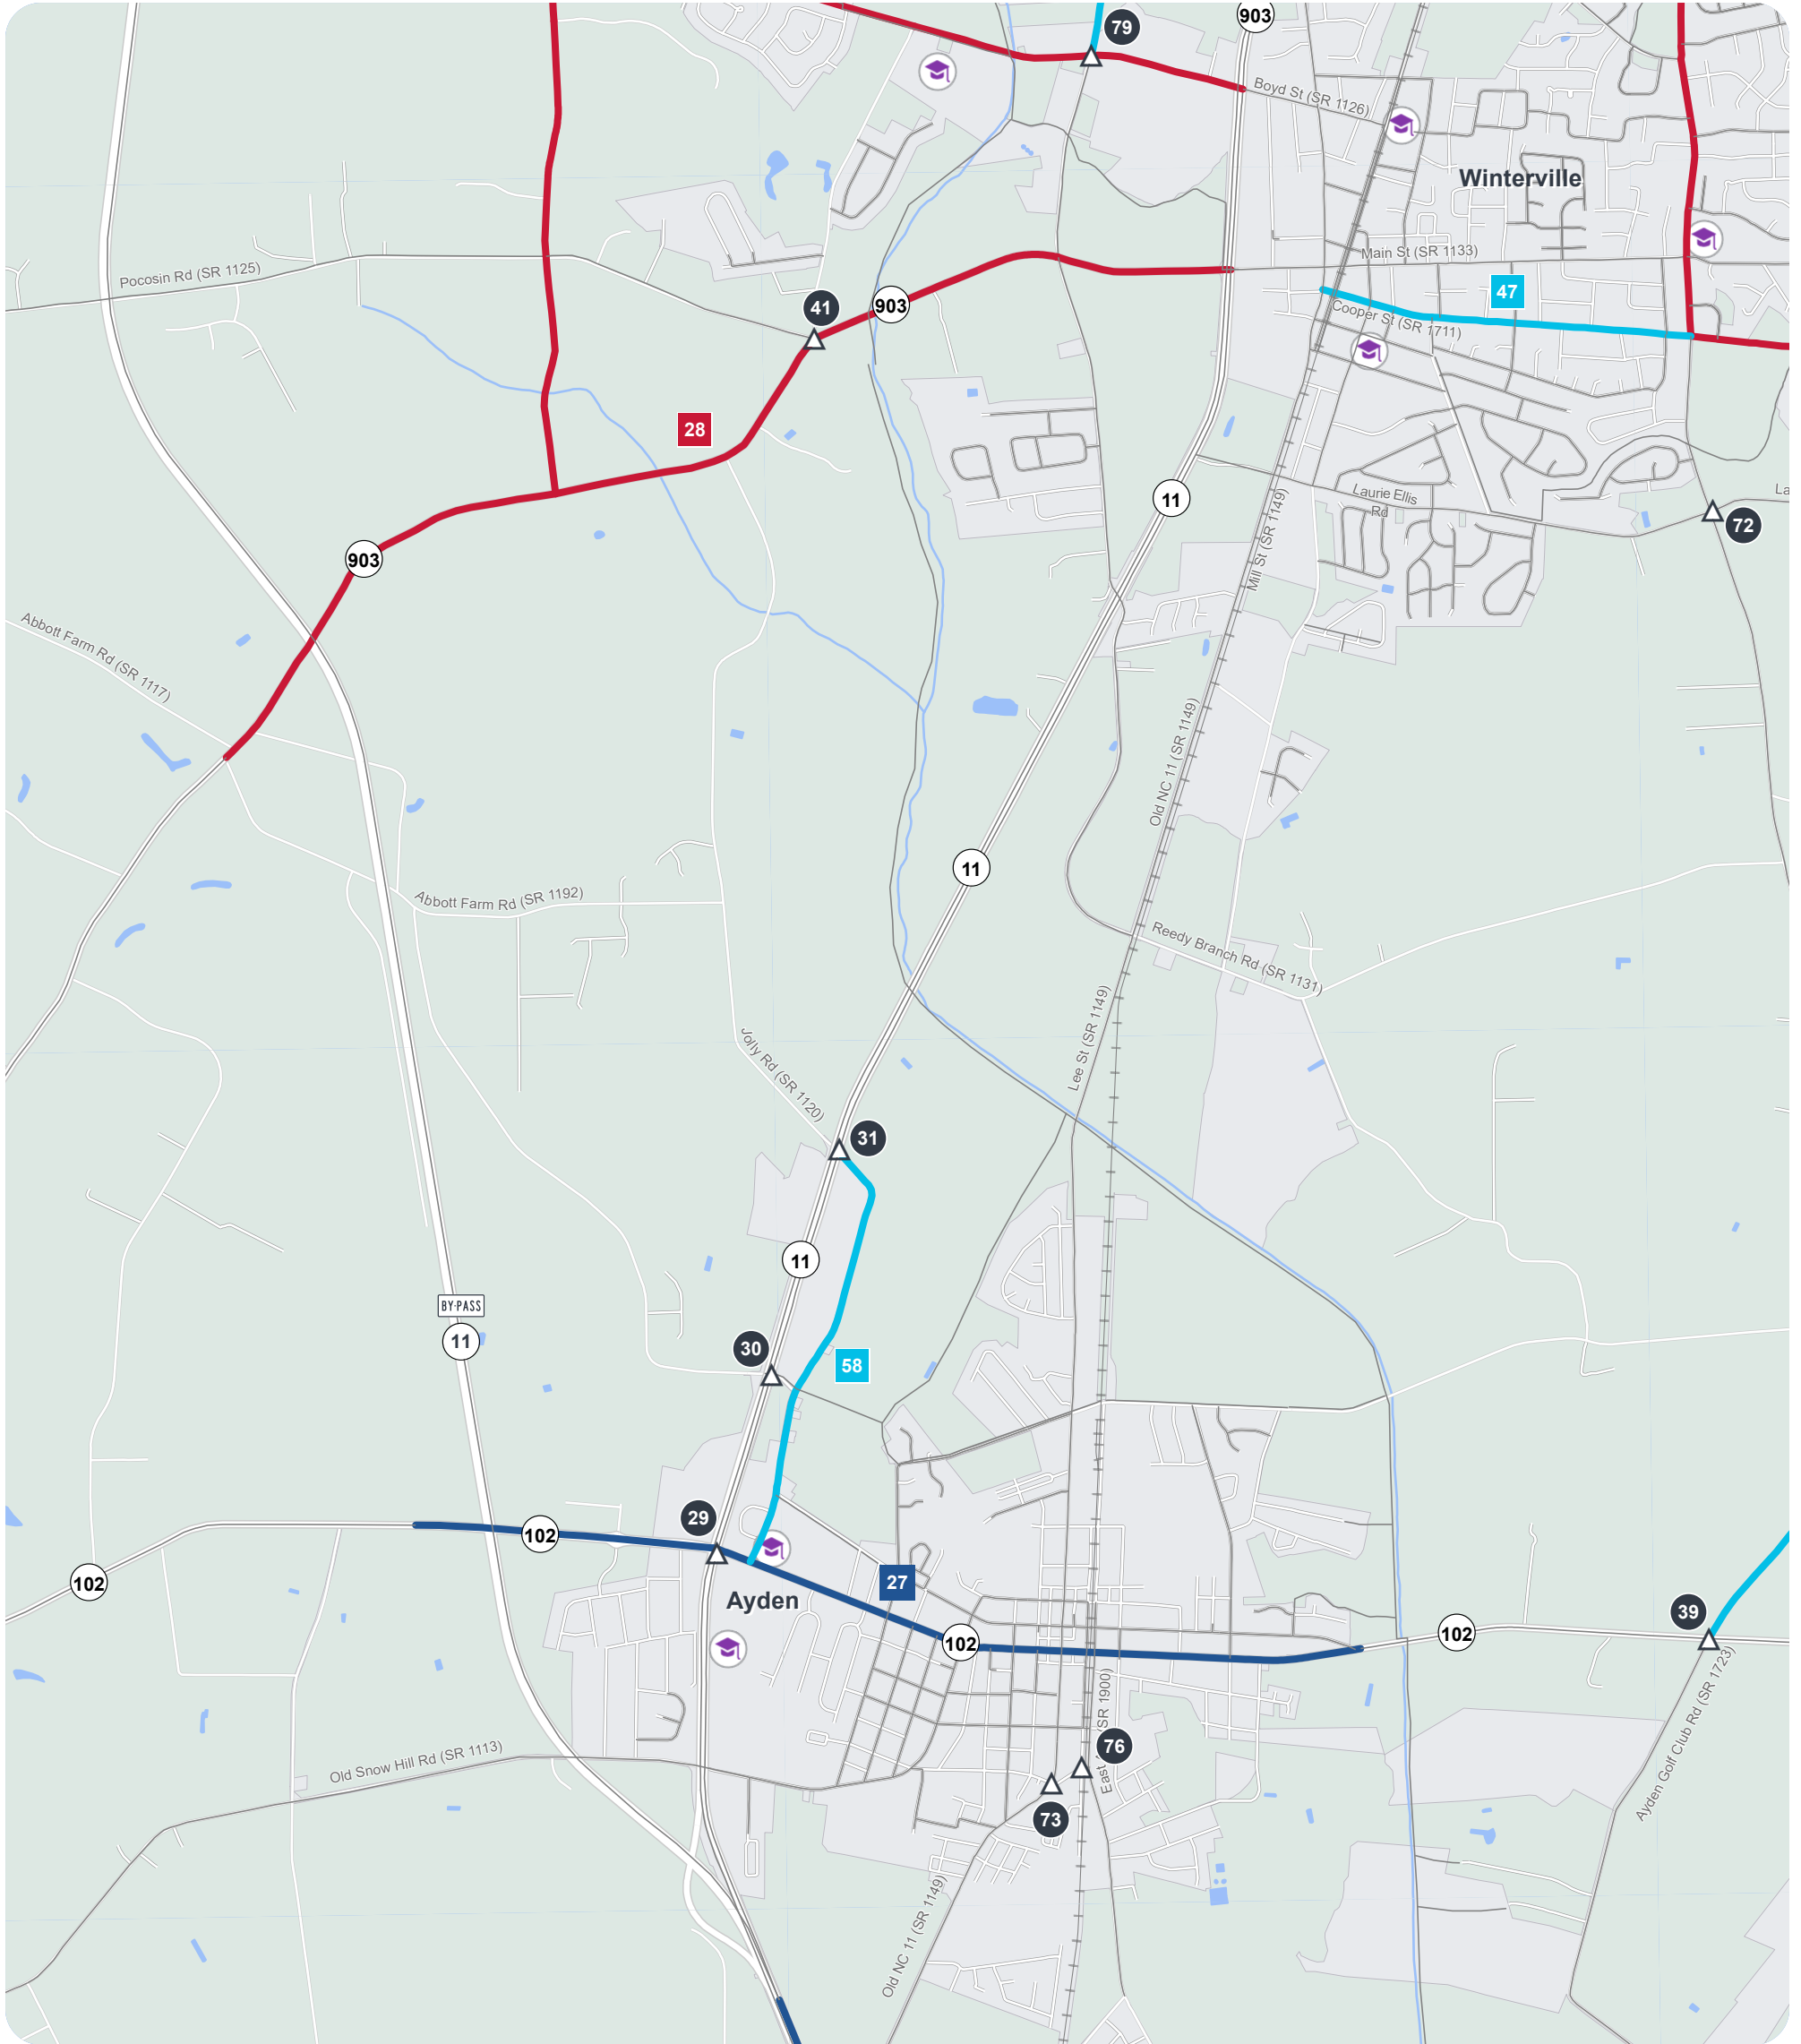 903
79
Boyd St (SR 1126)
Winterville
Main St (SR 1133)
Pocosin Rd (SR 1125)
47
41
903
Cooper St (SR 1711)
28
Laurie Ellis
Rd
La
11
72
Mill St (SR 1149)
903
Abbott Farm Rd (SR 1117)
Old NC 11 (SR 1149)
11
Abbott Farm Rd (SR 1192)
Reedy Branch Rd (SR 1131)
Lee St (SR 1149)
Jolly Rd (SR 1120)
31
11
BY-PASS
11
30
58
29
102
102
27
Ayden
39
102
102
East
(SR 1900)
Ayden Golf Club Rd (SR 1723)
76
Old Snow Hill Rd (SR 1113)
73
Old NC 11 (SR 1149)